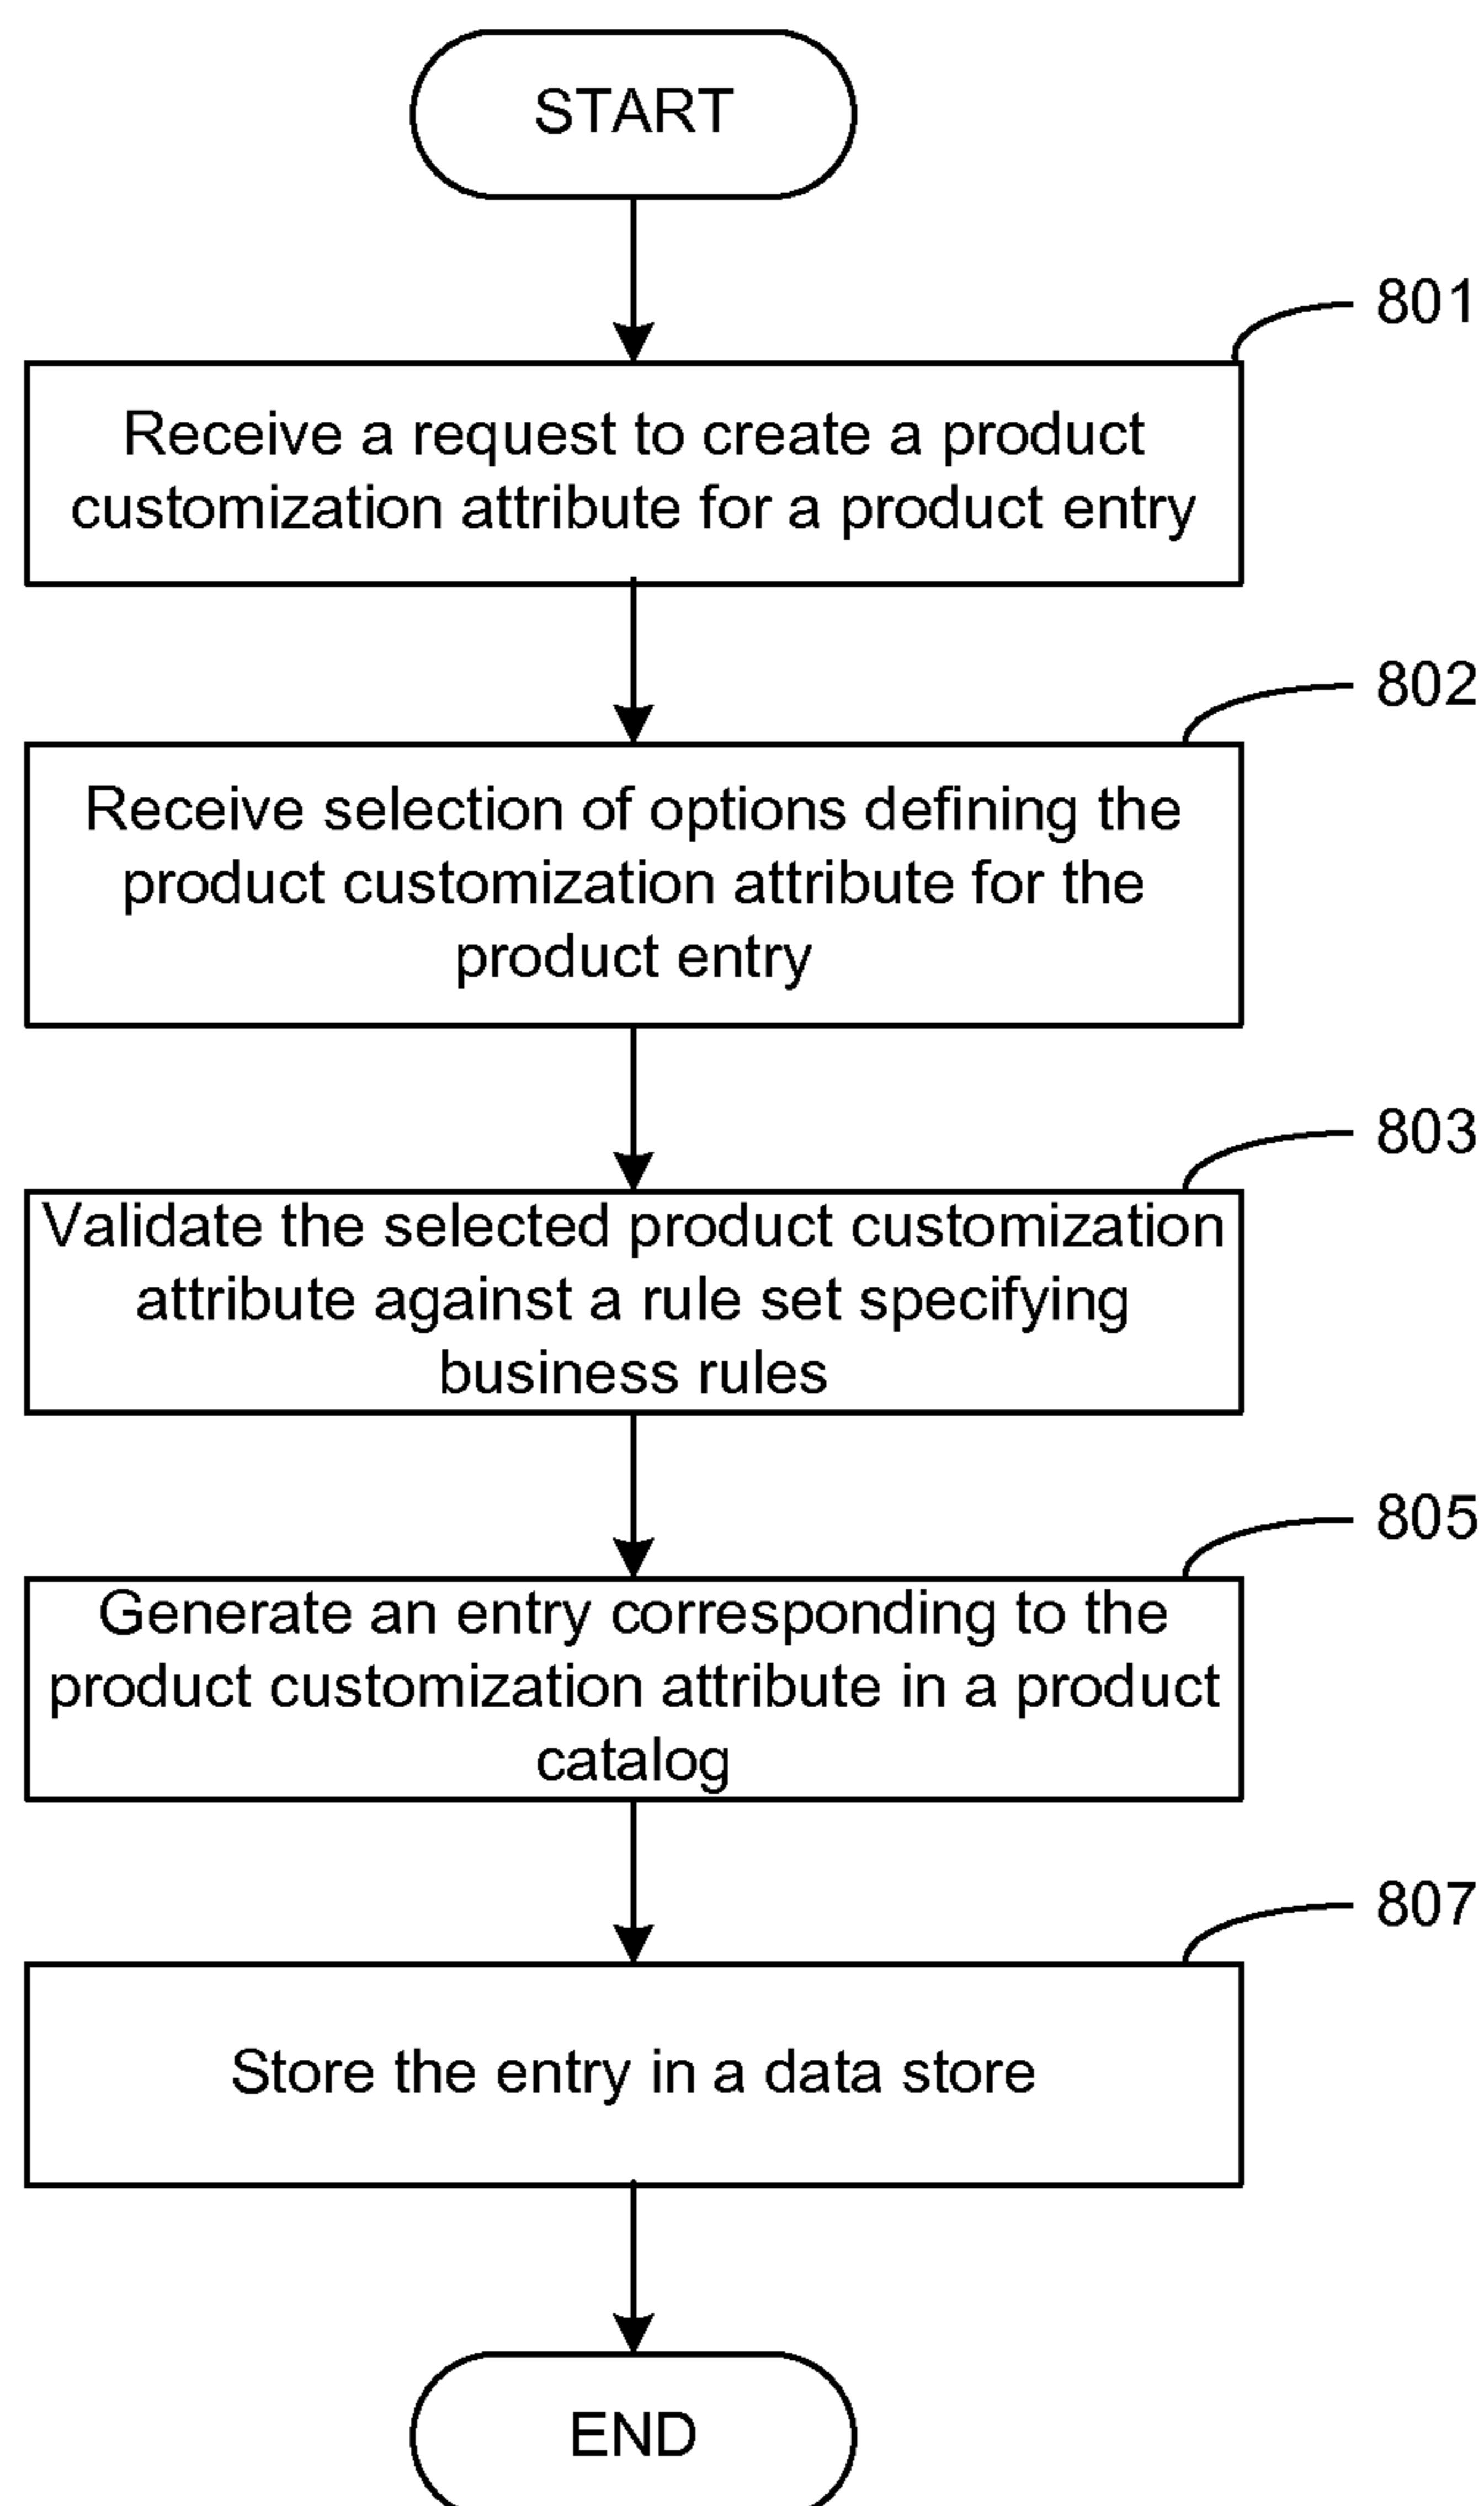 START
801
Receive a request to create a product
customization attribute for a product entry
802
Receive selection of options defining the
product customization attribute for the
product entry
803
Validate the selected product customization
attribute against a rule set specifying
business rules
805
Generate an entry corresponding to the
product customization attribute in a product
catalog
807
Store the entry in a data store
END